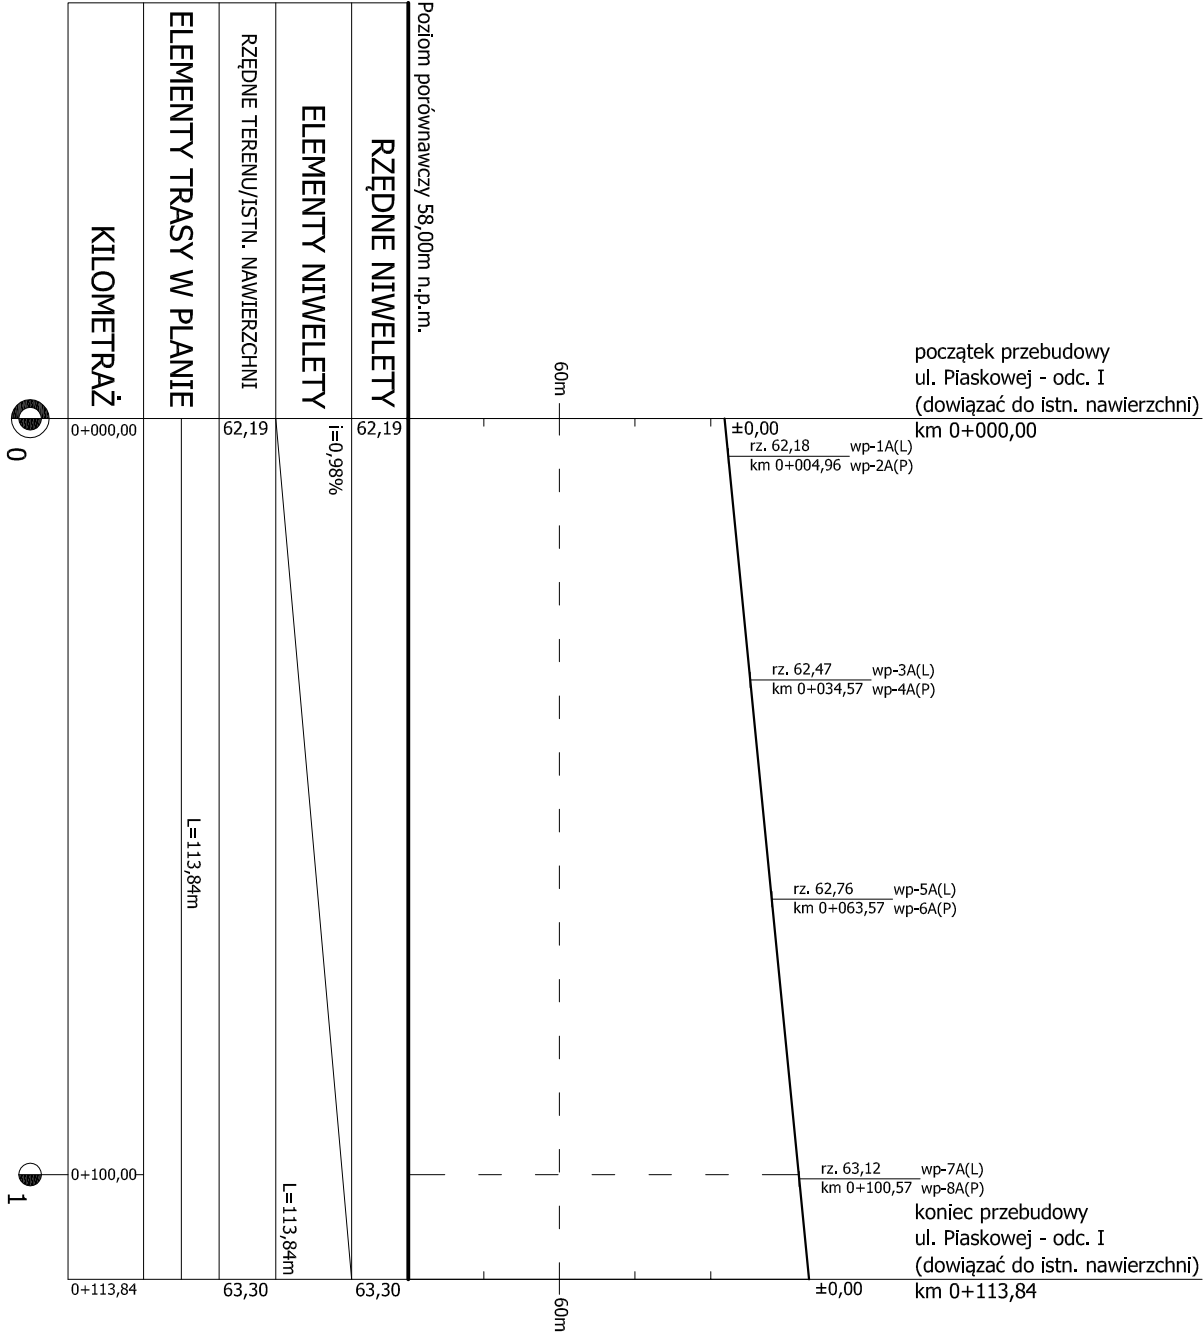 Poziom porównawczy 58,00m n.p.m.
RZĘDNE NIWELETY
ELEMENTY NIWELETY
RZĘDNE TERENU/ISTN. NAWIERZCHNI
ELEMENTY TRASY W PLANIE
KILOMETRAŻ
60m
początek przebudowy
ul. Piaskowej - odc. I
(dowiązać do istn. nawierzchni)
km 0+000,00
±0,00
0+000,00
62,19
i=0,98%
62,19
0
rz. 62,18 wp-1A(L)
km 0+004,96 wp-2A(P)
rz. 62,47 wp-3A(L)
km 0+034,57 wp-4A(P)
L=113,84m
rz. 62,76 wp-5A(L)
km 0+063,57 wp-6A(P)
0+100,00
1
L=113,84m
rz. 63,12 wp-7A(L)
km 0+100,57 wp-8A(P)
koniec przebudowy
ul. Piaskowej - odc. I
(dowiązać do istn. nawierzchni)
km 0+113,84
±0,00
0+113,84
63,30
63,30
60m